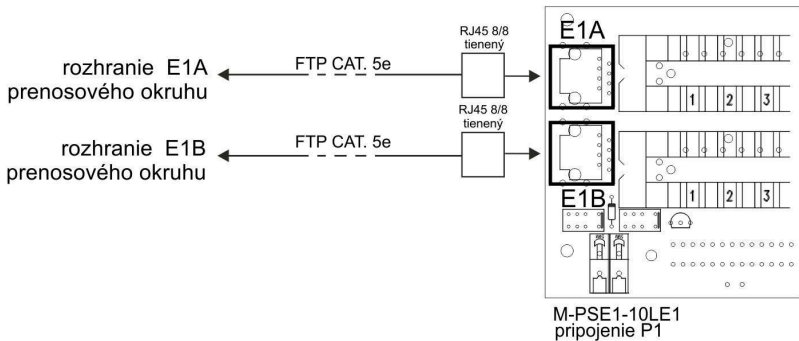 RJ45 8/8
tienený
E1A
rozhranie E1A
prenosového okruhu
FTP CAT. 5e
1 2 3
RJ45 8/8
tienený
rozhranie E1B
prenosového okruhu
FTP CAT. 5e
E1B
1 2 3
M-PSE1-10LE1
pripojenie P1